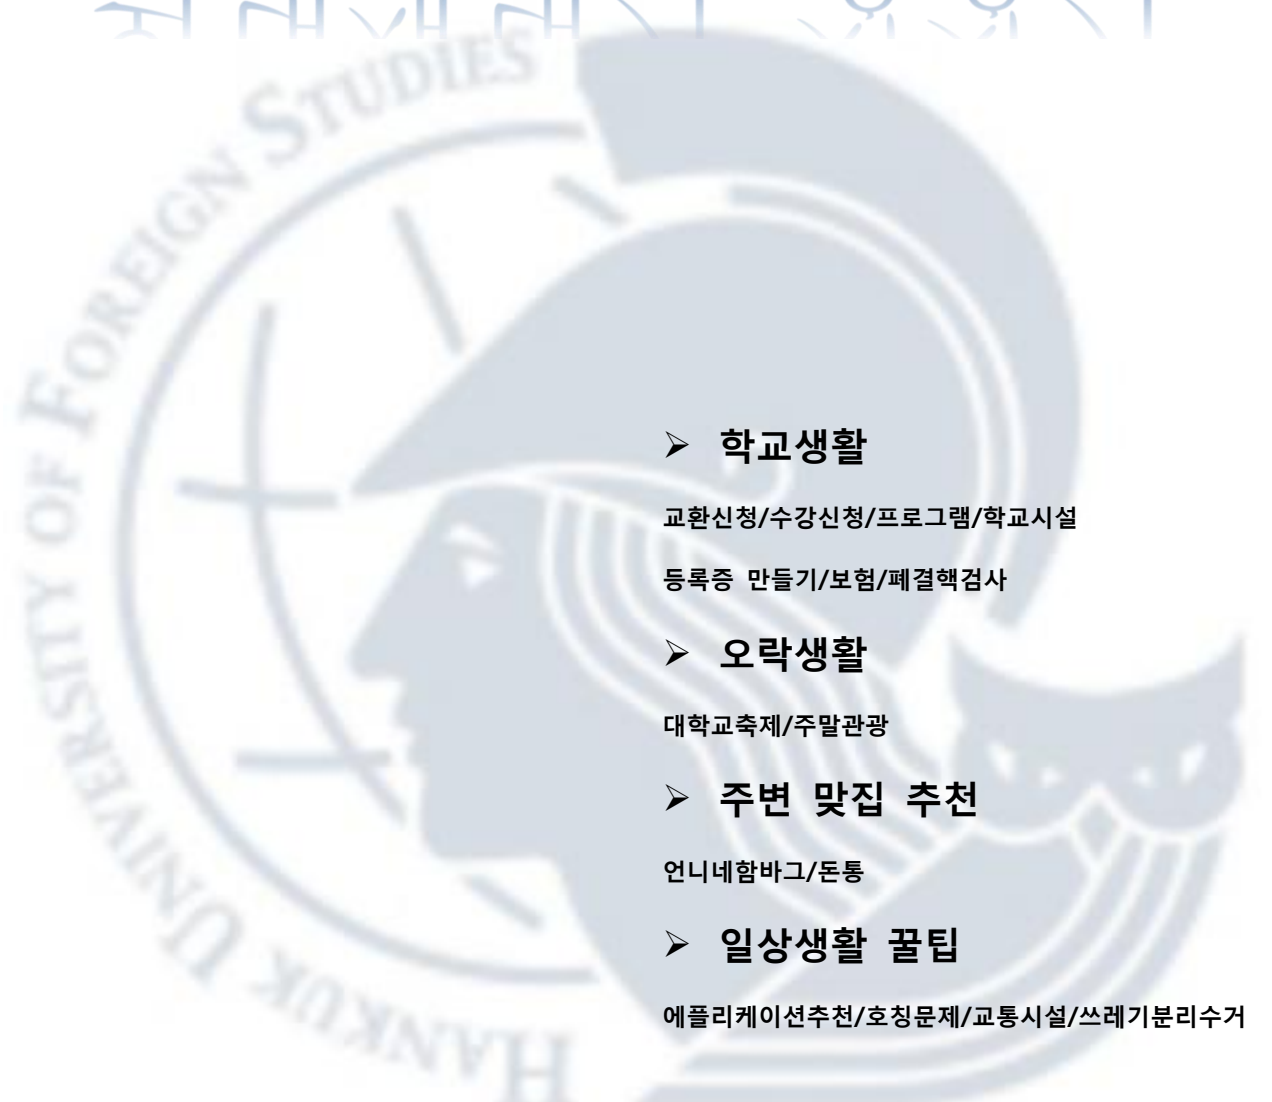 HANKUK UNIVERSITY OF FOREIGN STUDIES
➢ 학교생활
교환신청/수강신청/프로그램/학교시설
등록증 만들기/보험/폐결핵검사
➢ 오락생활
대학교축제/주말관광
➢ 주변 맞집 추천
언니네함바그/돈통
➢ 일상생활 꿀팁
에플리케이션추천/호칭문제/교통시설/쓰레기분리수거